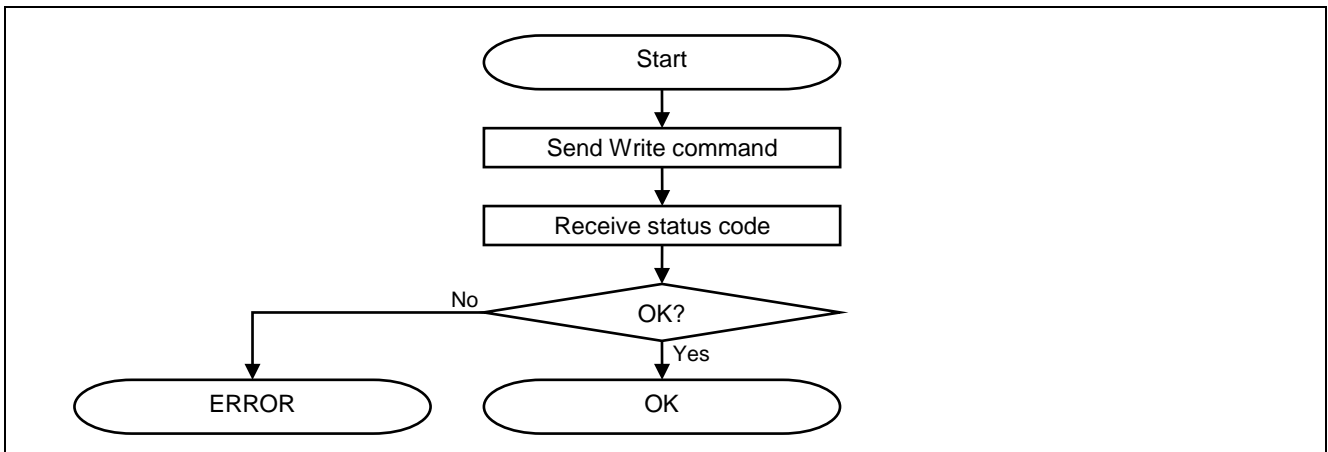 Start
Send Write command
Receive status code
No
OK?
Yes
ERROR
OK